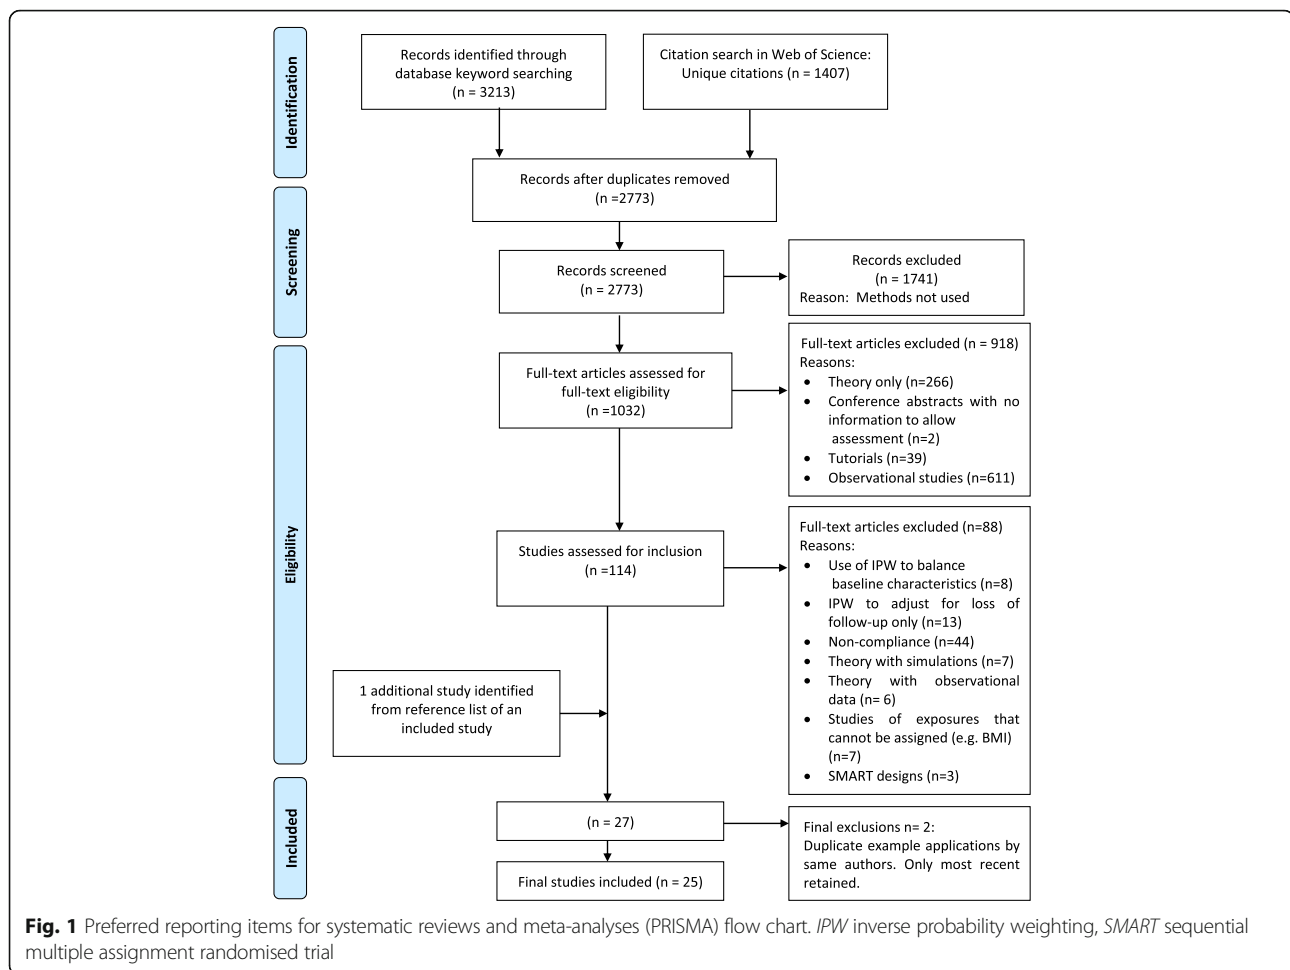 Identification
Records identified through
database keyword searching
(n = 3213)
Citation search in Web of Science:
Unique citations (n = 1407)
Records after duplicates removed
(n =2773)
Screening
Records screened
(n = 2773)
Records excluded
(n = 1741)
Reason:  Methods not used
Eligibility
Full-text articles assessed for
full-text eligibility
(n =1032)
Full-text articles excluded (n = 918)
Reasons:
• Theory only (n=266)
• Conference abstracts with no
information to allow
assessment (n=2)
• Tutorials (n=39)
• Observational studies (n=611)
Studies assessed for inclusion
(n =114)
Full-text articles excluded (n=88)
Reasons:
• Use of IPW to balance
baseline characteristics (n=8)
• IPW to adjust for loss of
follow-up only (n=13)
• Non-compliance (n=44)
• Theory with simulations (n=7)
• Theory with observational
data (n= 6)
• Studies of exposures that
cannot be assigned (e.g. BMI)
(n=7)
• SMART designs (n=3)
1 additional study identified
from reference list of an
included study
Included
(n = 27)
Final exclusions n= 2:
Duplicate example applications by
same authors. Only most recent
retained.
Final studies included (n = 25)
Fig. 1 Preferred reporting items for systematic reviews and meta-analyses (PRISMA) flow chart. IPW inverse probability weighting, SMART sequential
multiple assignment randomised trial